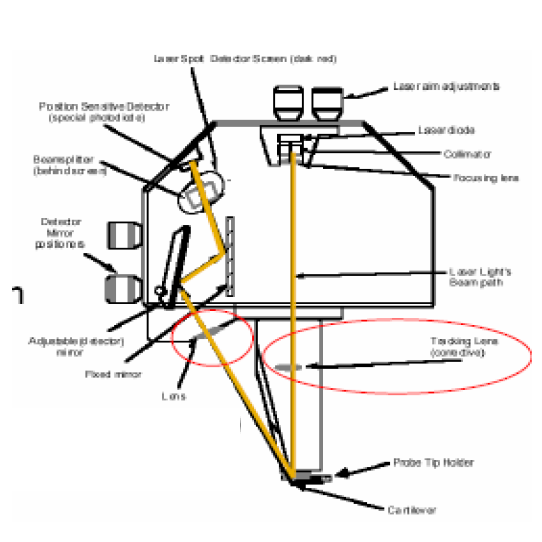 Laser Spot Detector Screen (dark red)
Laser aim adjustments
Position Sensitive Detector
(special photodiode)
Laser diode
Collimator
Beamsplitter
(behind screen)
Focusing lens
Detector
Mirror
positioners
Laser Light's
Beam path
n
Adjustable (detector)
mirror
Tracking Lens
(corrective)
Fixed mirror
Lens
Probe Tip Holder
Cantilever